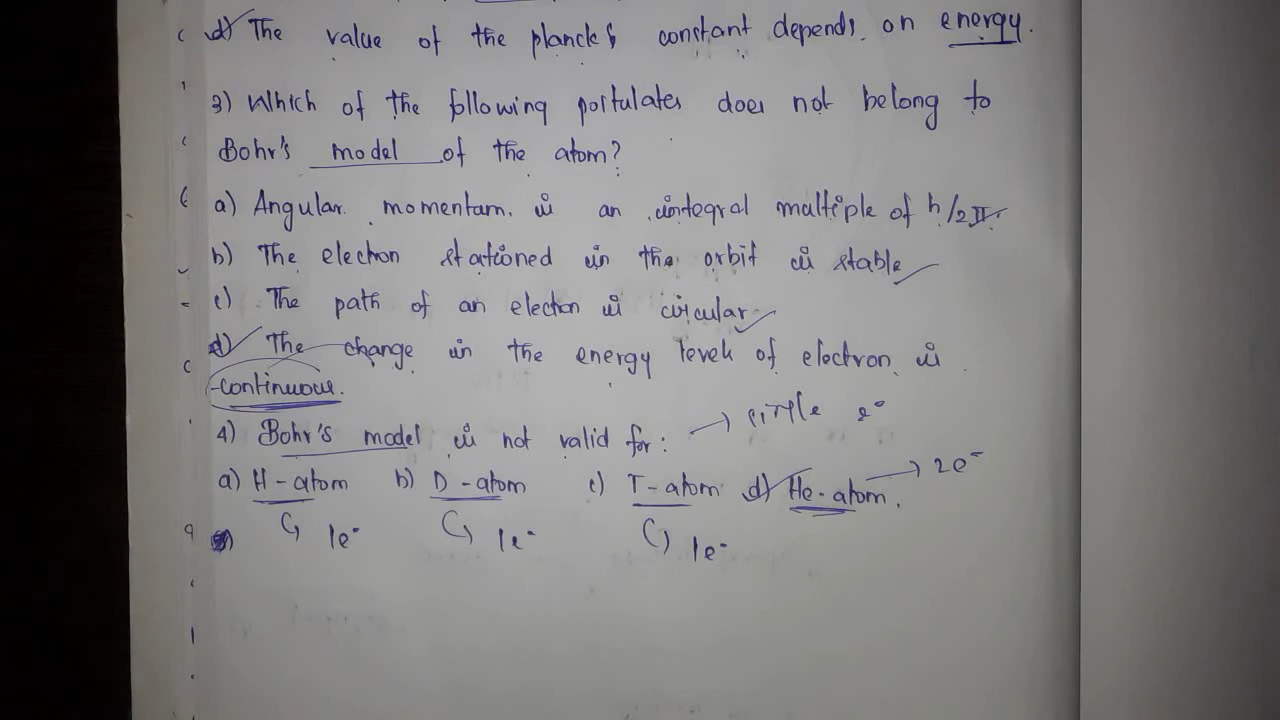 d) The value of the planck's constant depends on energy.
3) Which of the following postulates does not belong to
Bohr's model of the atom?
a) Angular momentum is an integral multiple of h/2π.
b) The electron stationed in the orbit is stable
c) The path of an electron is circular
d) The change in the energy levels of electron is
continuous.
4) Bohr's model is not valid for: → single e⁻
a) H-atom b) D-atom c) T-atom d) He-atom. → 2e⁻
1e⁻ 1e⁻ 1e⁻